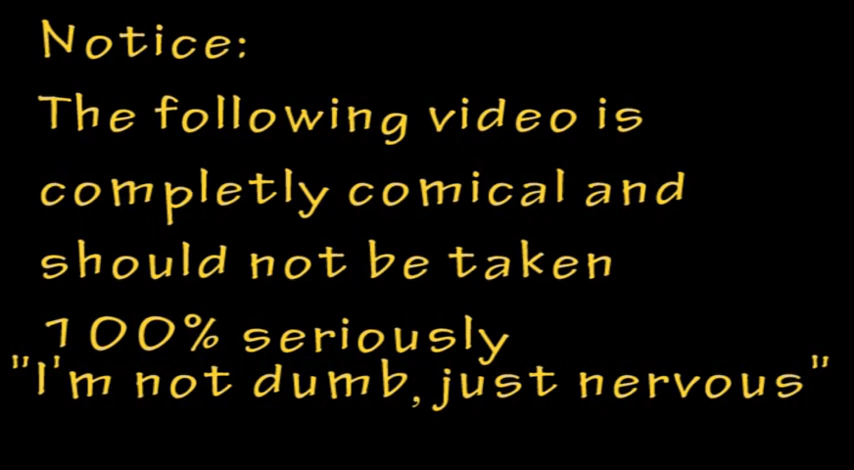 Notice:
The following video is
completly comical and
should not be taken
100% seriously
"I'm not dumb, just nervous"